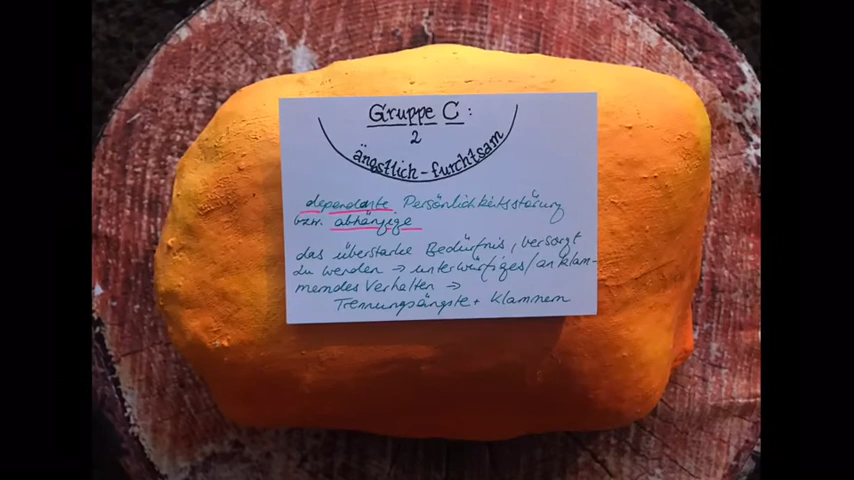 Gruppe C:
2
ängstlich-furchtsam
dependente Persönlichkeitsstörung
bzw. abhängige
das überstarke Bedürfnis, versorgt
zu werden → unterwürfiges/anklam-
merndes Verhalten →
Trennungsängste + Klammern